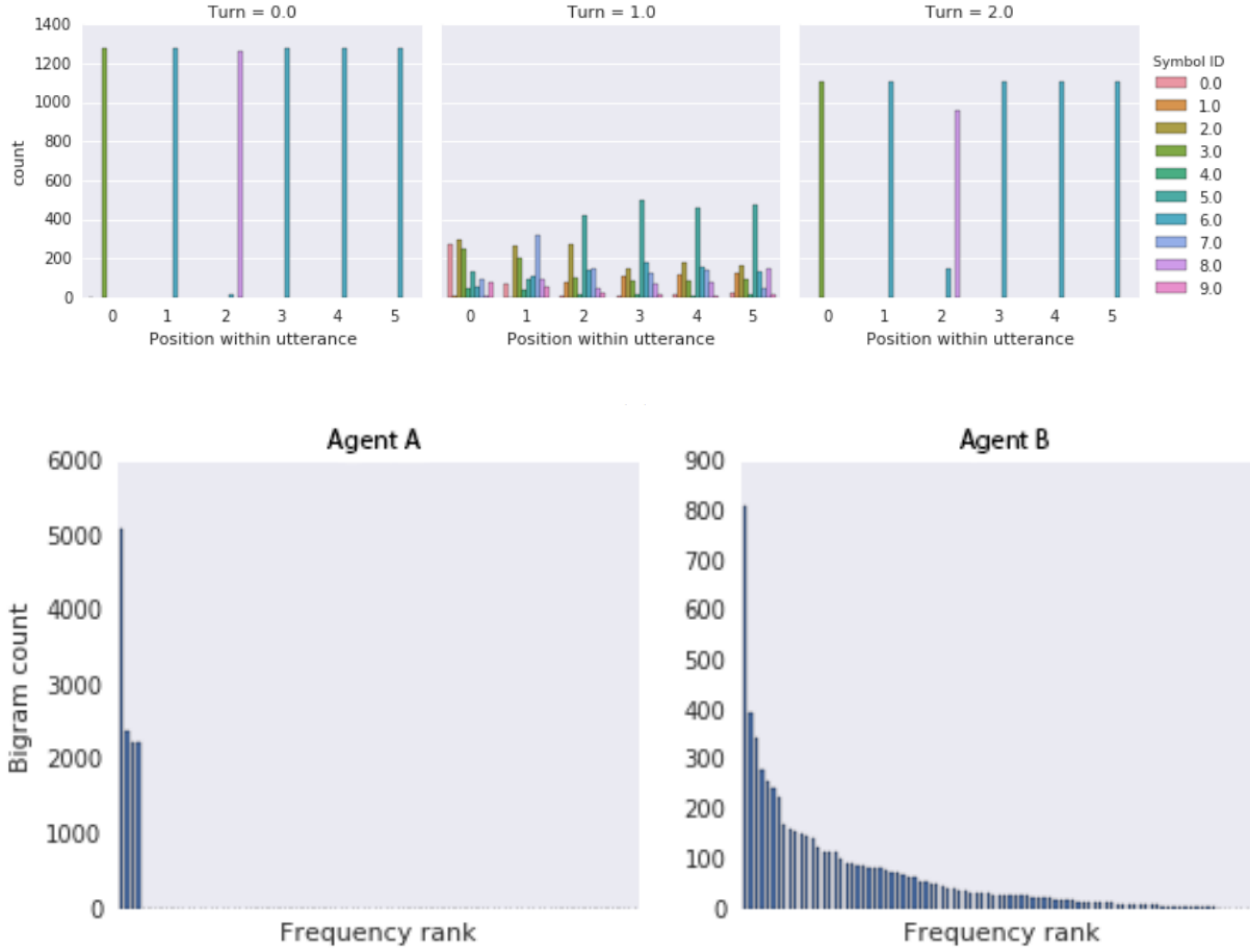 Turn = 0.0
Turn = 1.0
Turn = 2.0
1400
1200
1000
800
600
400
200
0
count
0 1 2 3 4 5
0 1 2 3 4 5
0 1 2 3 4 5
Position within utterance
Position within utterance
Position within utterance
Symbol ID
0.0
1.0
2.0
3.0
4.0
5.0
6.0
7.0
8.0
9.0
Agent A
6000
5000
4000
3000
2000
1000
0
Bigram count
Frequency rank
Agent B
900
800
700
600
500
400
300
200
100
0
Frequency rank